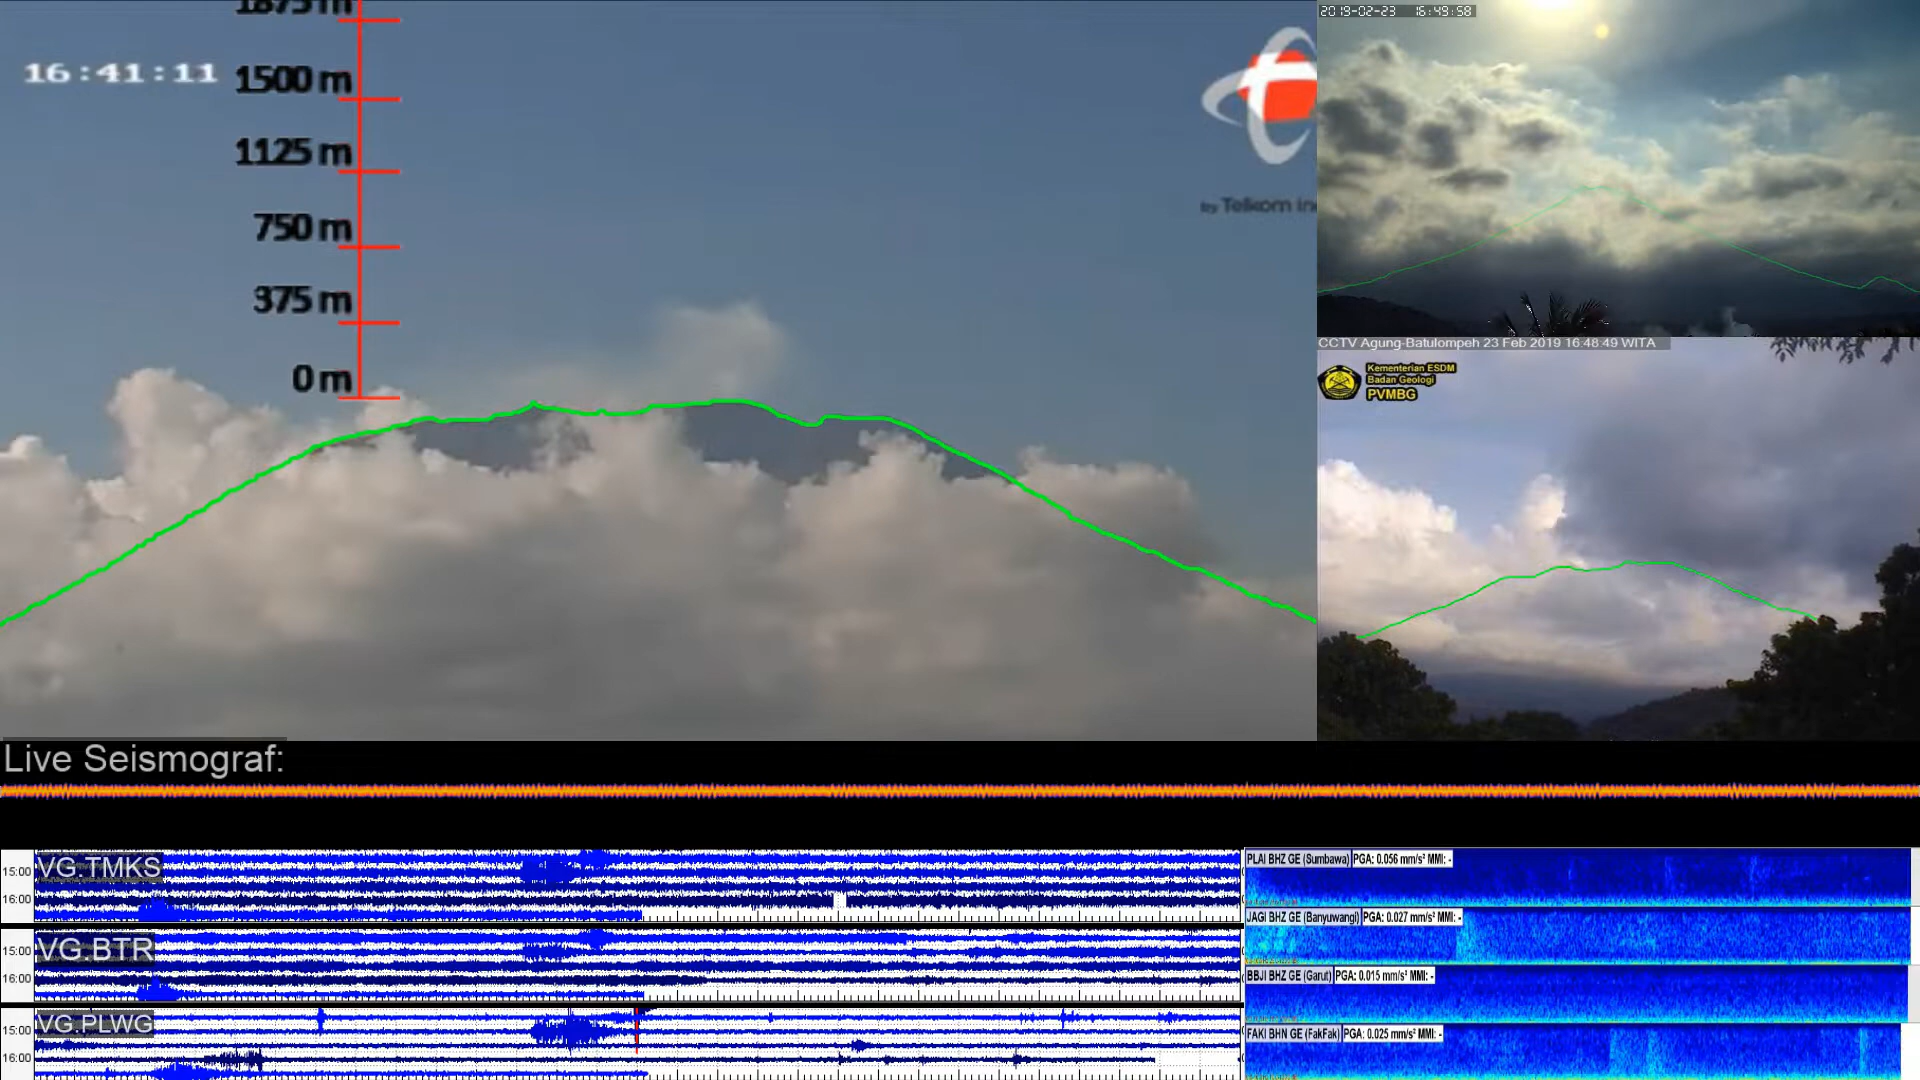 1875 m
16:41:11
1500 m
1125 m
750 m
375 m
0 m
by Telkom In
2019-02-23 16:49:58
CCTV Agung-Batulompeh 23 Feb 2019 16:48:49 WITA
Kementerian ESDM
Badan Geologi
PVMBG
Live Seismograf:
VG.TMKS
15:00
16:00
VG.BTR
15:00
16:00
VG.PLWG
15:00
16:00
PLAI BHZ GE (Sumbawa) PGA: 0.056 mm/s² MMI: -
JAGI BHZ GE (Banyuwangi) PGA: 0.027 mm/s² MMI: -
BBJI BHZ GE (Garut) PGA: 0.015 mm/s² MMI: -
FAKI BHN GE (FakFak) PGA: 0.025 mm/s² MMI: -